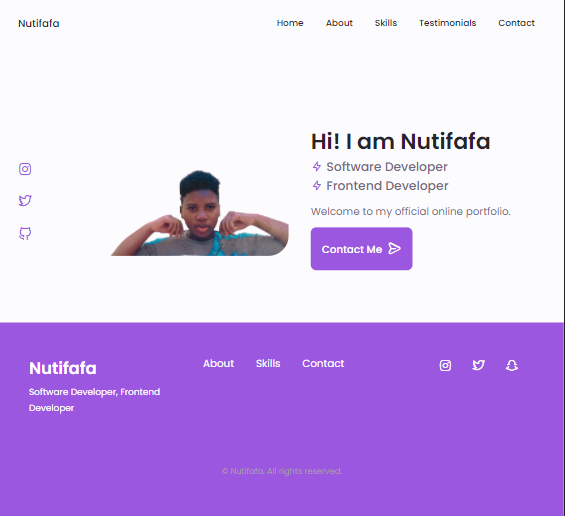 Nutifafa
Home About Skills Testimonials Contact
Hi! I am Nutifafa
Software Developer
Frontend Developer
Welcome to my official online portfolio.
Contact Me
Nutifafa
Software Developer, Frontend
Developer
About Skills Contact
© Nutifafa. All rights reserved.